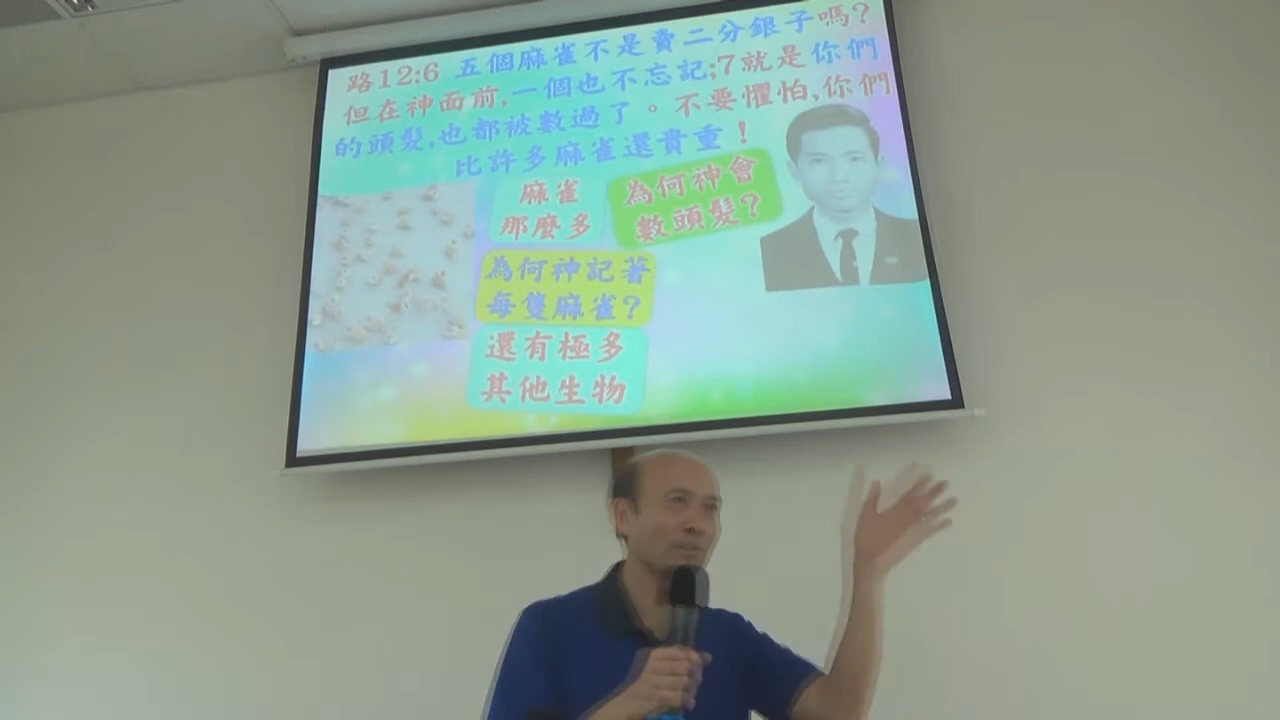 路12:6 五個麻雀不是賣二分銀子嗎?
但在神面前,一個也不忘記;7就是你們
的頭髮,也都被數過了。不要懼怕,你們
比許多麻雀還貴重!
麻雀
那麼多
為何神會
數頭髮?
為何神記著
每隻麻雀?
還有極多
其他生物